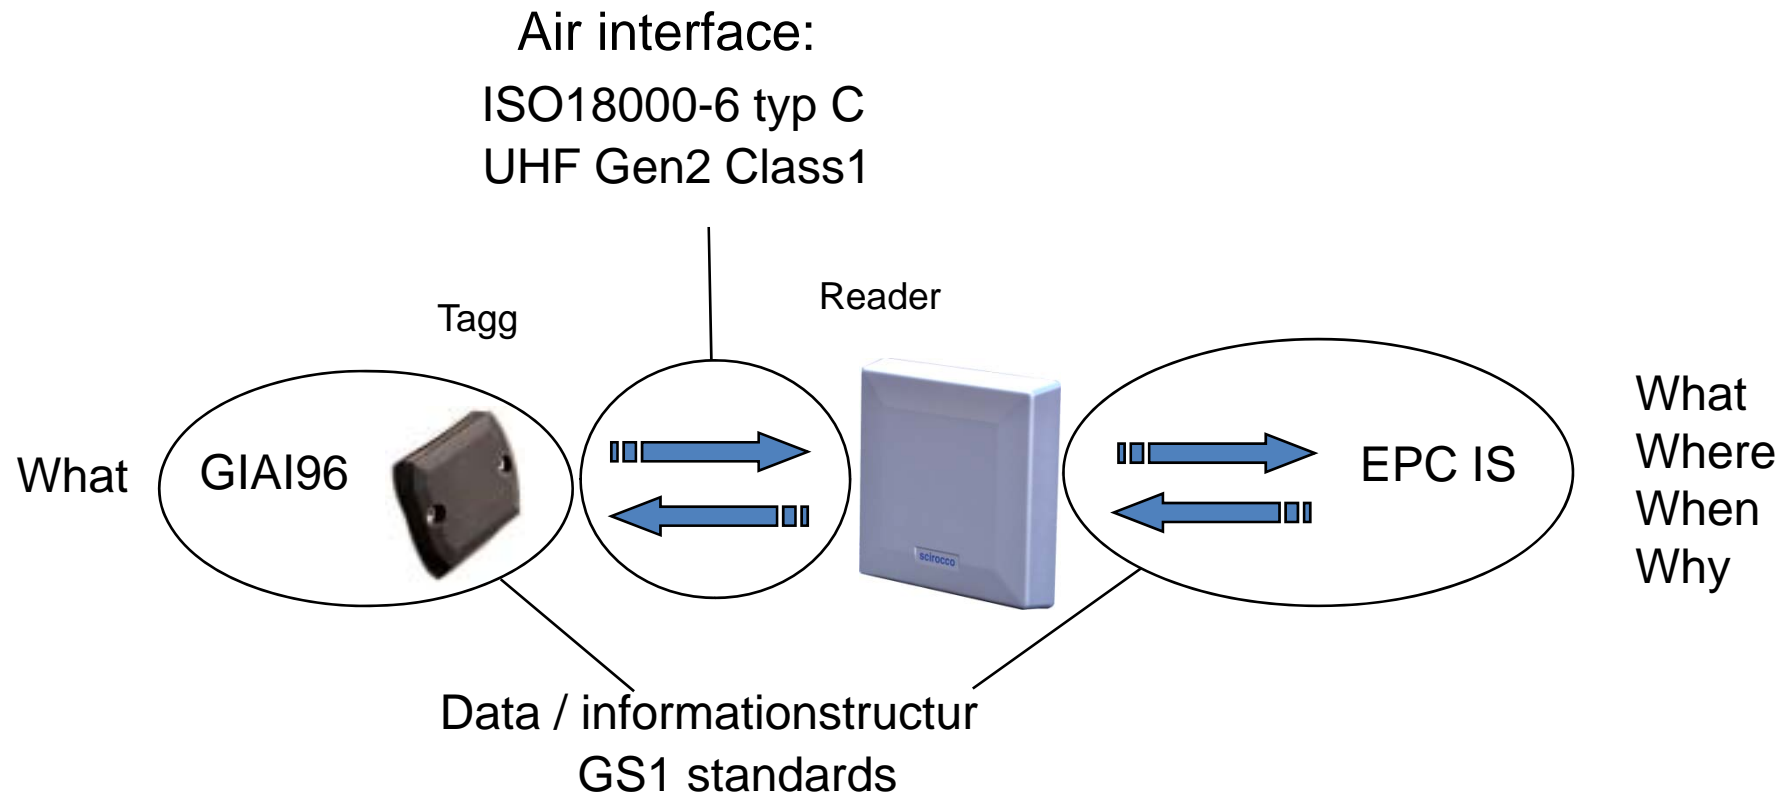 Air interface:
ISO18000-6 typ C
UHF Gen2 Class1
Tagg
Reader
What
GIAI96
scirocco
EPC IS
What
Where
When
Why
Data / informationstructur
GS1 standards